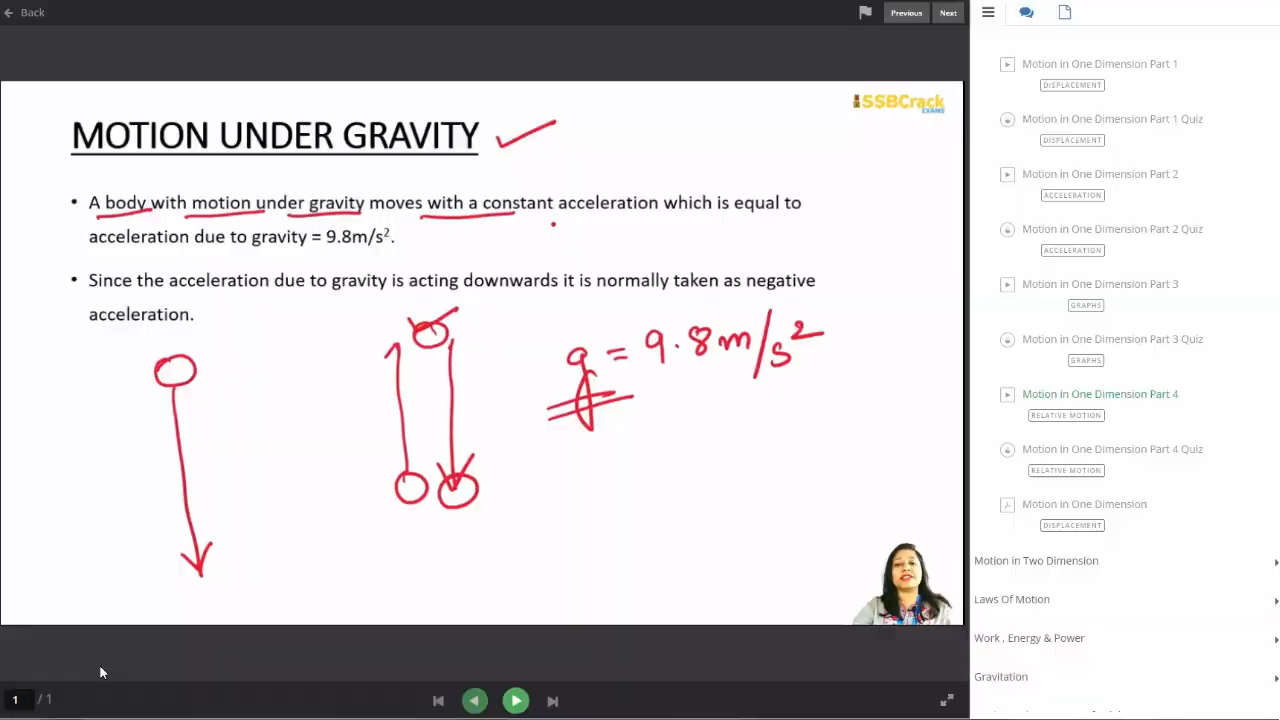 Back
Previous
Next
SSBCrack
EXAMS
MOTION UNDER GRAVITY
• A body with motion under gravity moves with a constant acceleration which is equal to
acceleration due to gravity = 9.8m/s².
• Since the acceleration due to gravity is acting downwards it is normally taken as negative
acceleration.
g = 9.8 m/s²
1 / 1
Motion in One Dimension Part 1
DISPLACEMENT
Motion in One Dimension Part 1 Quiz
DISPLACEMENT
Motion in One Dimension Part 2
ACCELERATION
Motion in One Dimension Part 2 Quiz
ACCELERATION
Motion in One Dimension Part 3
GRAPHS
Motion in One Dimension Part 3 Quiz
GRAPHS
Motion in One Dimension Part 4
RELATIVE MOTION
Motion in One Dimension Part 4 Quiz
RELATIVE MOTION
Motion in One Dimension
DISPLACEMENT
Motion in Two Dimension
Laws Of Motion
Work , Energy & Power
Gravitation